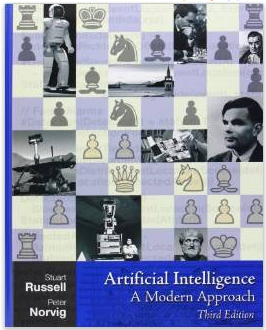 Stuart
Russell
Peter
Norvig
Artificial Intelligence
A Modern Approach
Third Edition